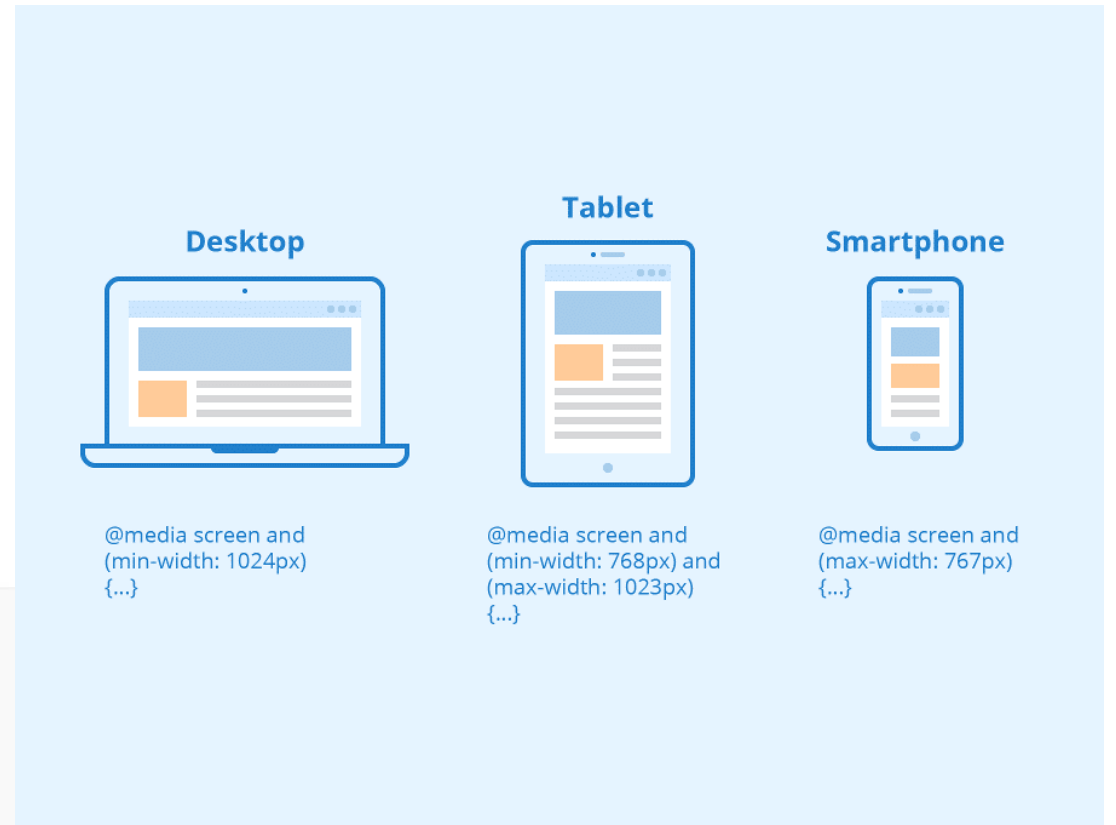 Desktop
@media screen and
(min-width: 1024px)
{...}
Tablet
@media screen and
(min-width: 768px) and
(max-width: 1023px)
{...}
Smartphone
@media screen and
(max-width: 767px)
{...}